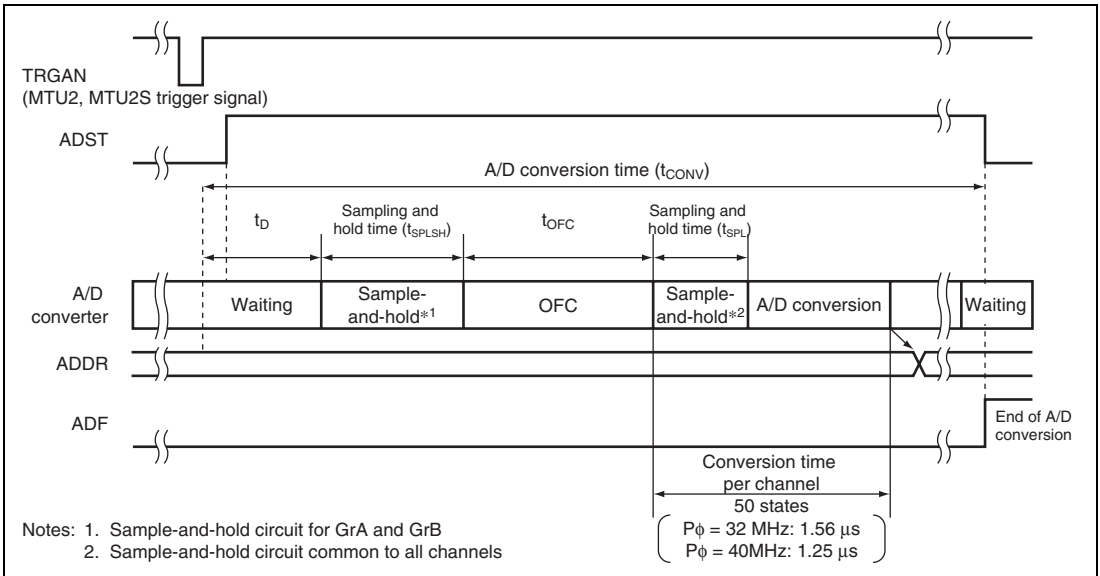 TRGAN
(MTU2, MTU2S trigger signal)
ADST
A/D conversion time (tCONV)
tD
Sampling and
hold time (tSPLSH)
tOFC
Sampling and
hold time (tSPL)
A/D
converter
Waiting
Sample-
and-hold*1
OFC
Sample-
and-hold*2
A/D conversion
Waiting
ADDR
ADF
End of A/D
conversion
Conversion time
per channel
50 states
Pφ = 32 MHz: 1.56 μs
Pφ = 40MHz: 1.25 μs
Notes: 1. Sample-and-hold circuit for GrA and GrB
2. Sample-and-hold circuit common to all channels